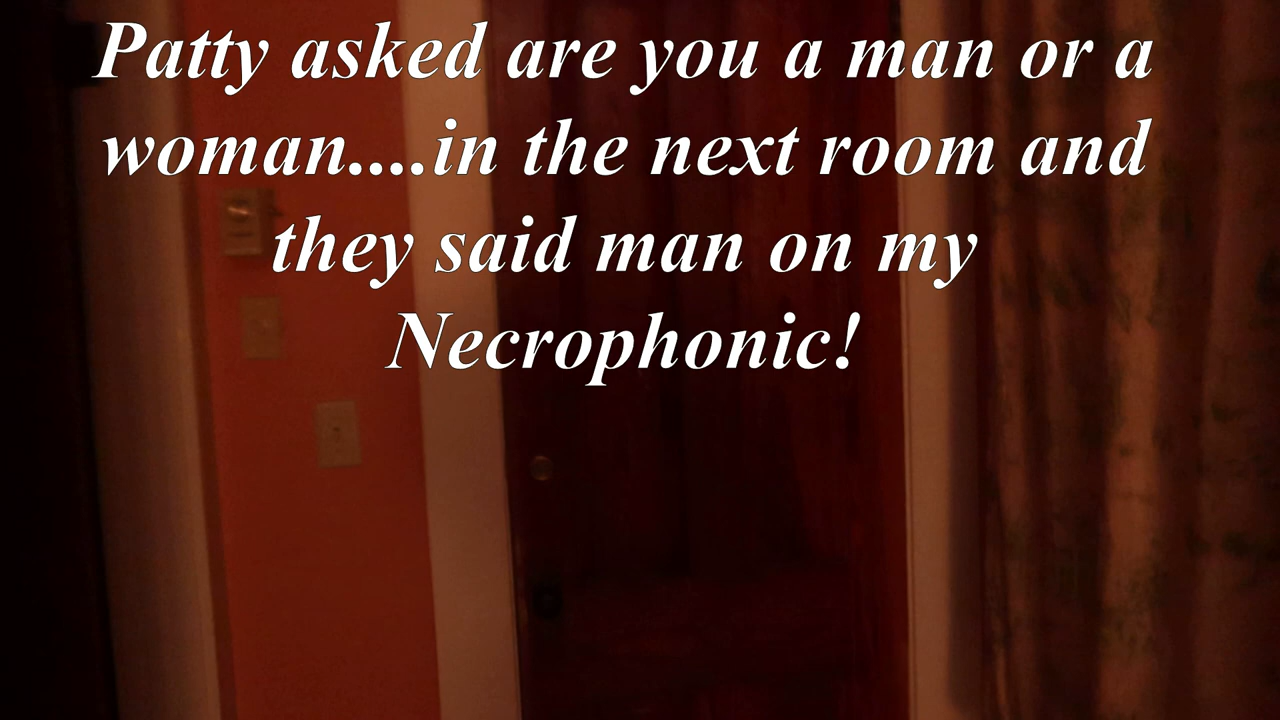 Patty asked are you a man or a
woman....in the next room and
they said man on my
Necrophonic!